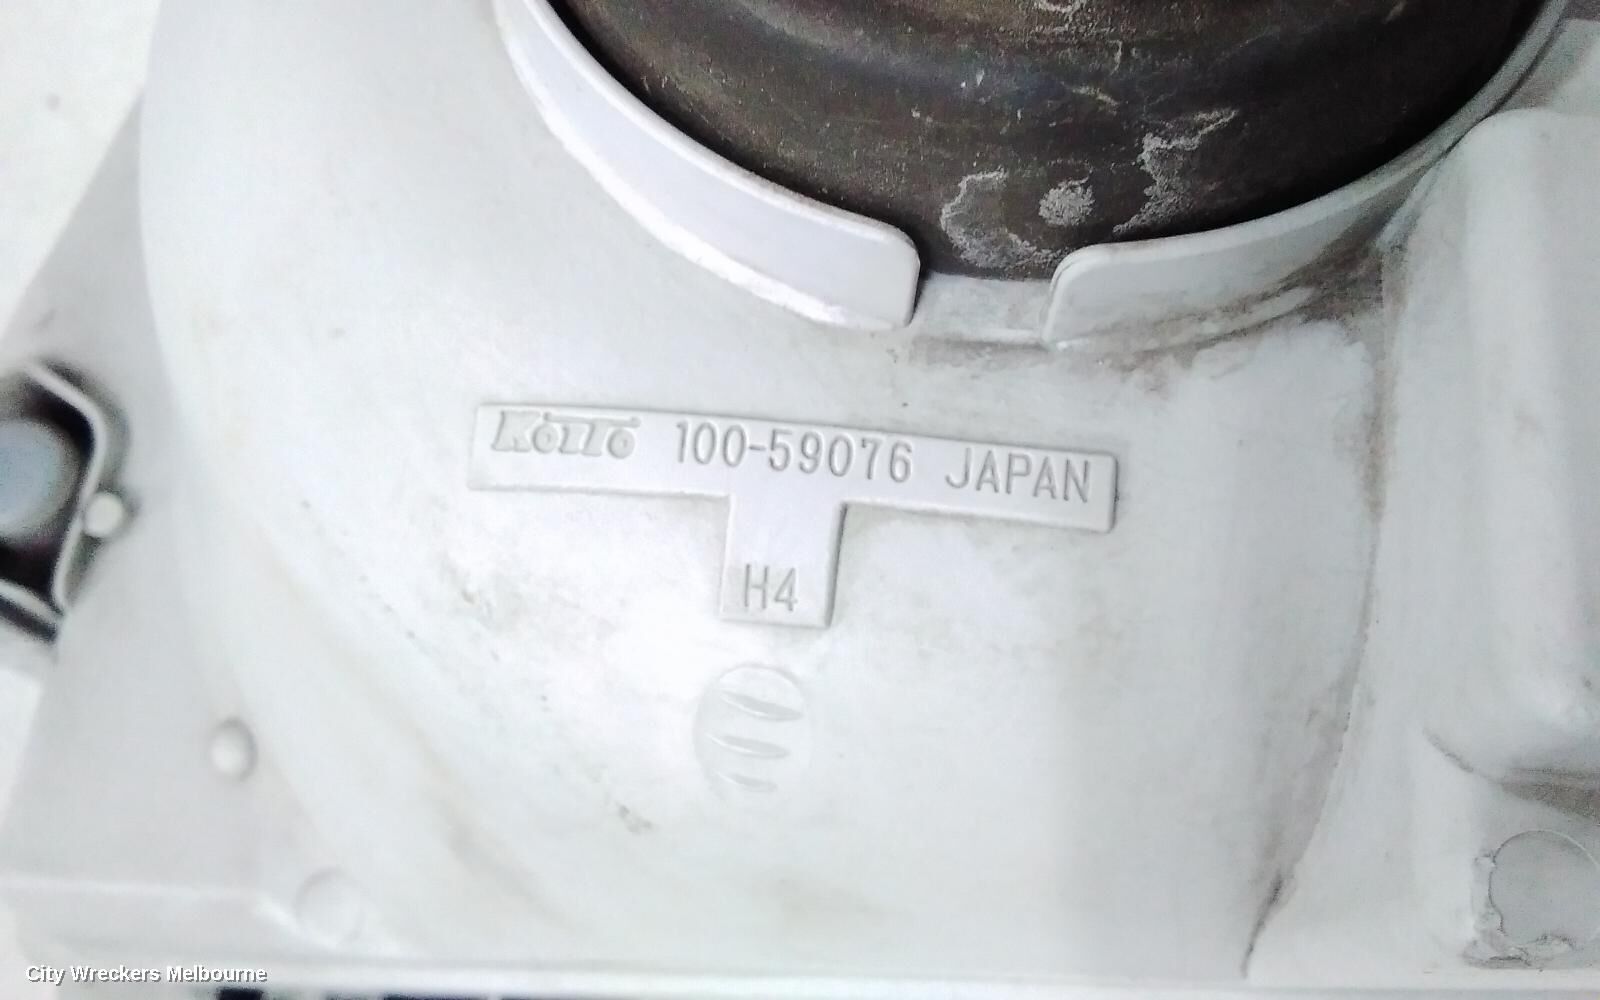 KOITO 100-59076 JAPAN
H4
City Wreckers Melbourne